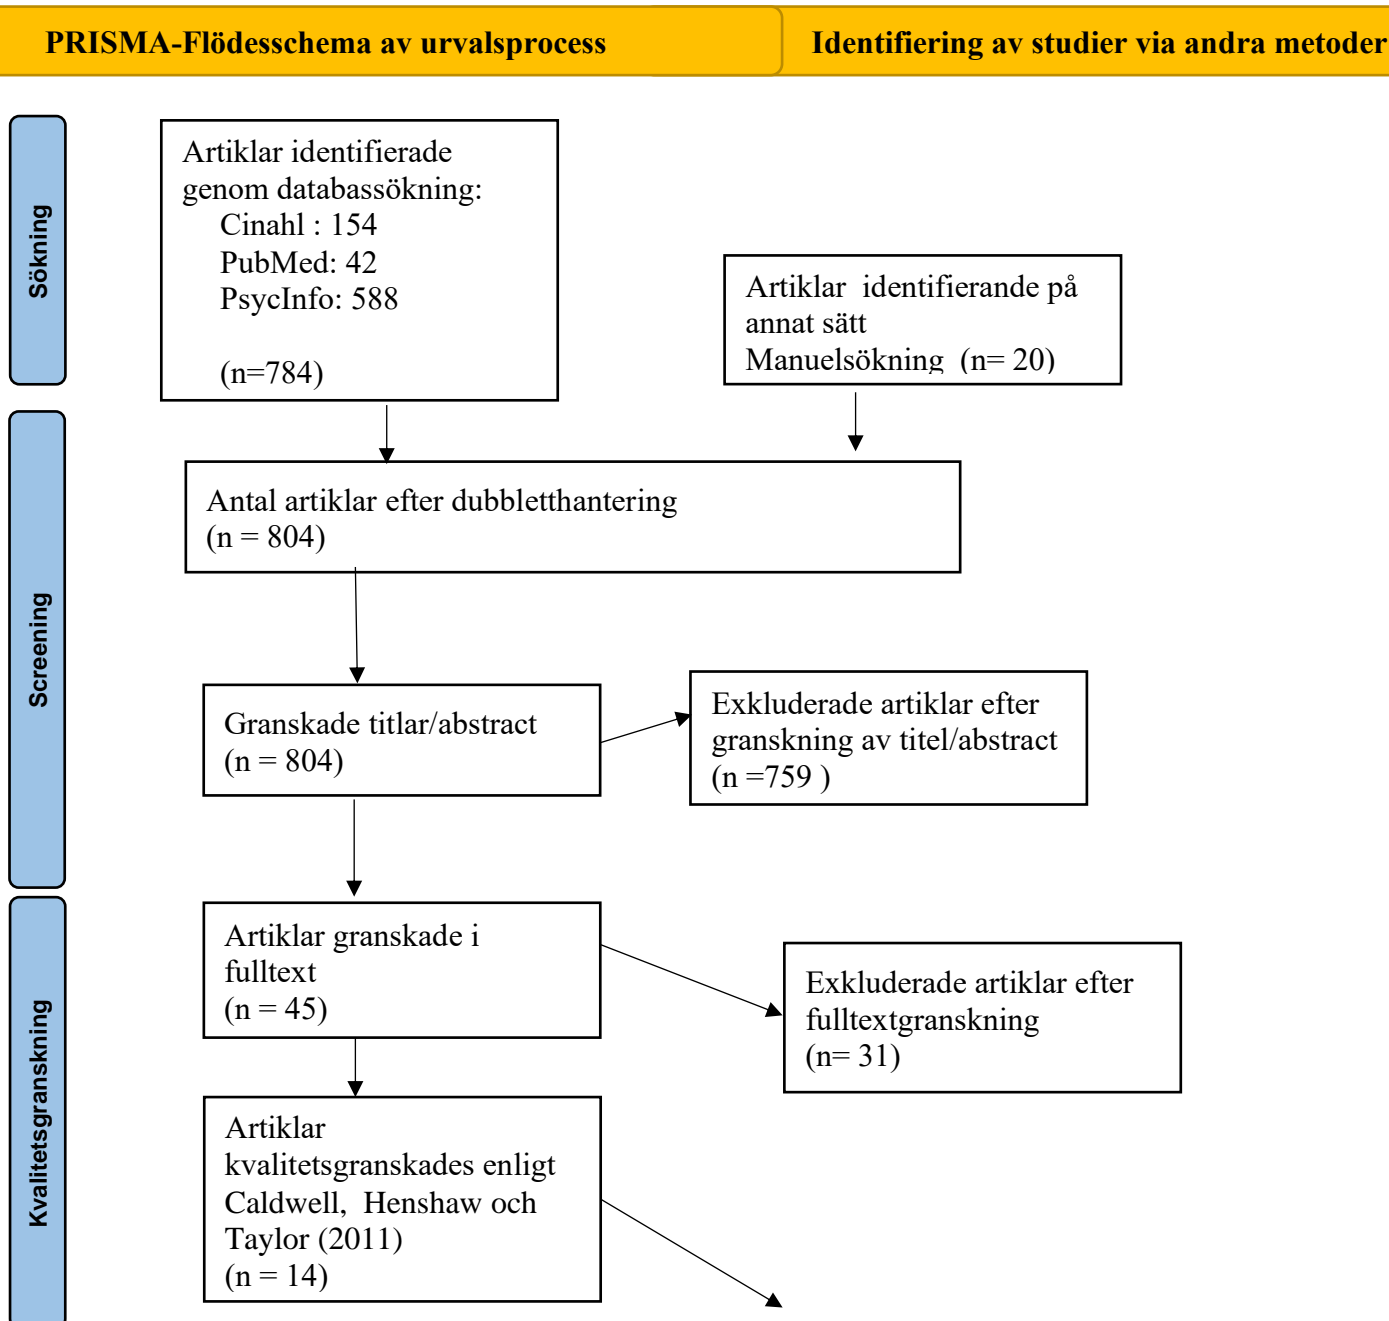 PRISMA-Flödesschema av urvalsprocess
Identifiering av studier via andra metoder
Sökning
Artiklar identifierade
genom databassökning:
Cinahl : 154
PubMed: 42
PsycInfo: 588
(n=784)
Artiklar identifierande på
annat sätt
Manuelsökning (n= 20)
Screening
Antal artiklar efter dubbletthantering
(n = 804)
Granskade titlar/abstract
(n = 804)
Exkluderade artiklar efter
granskning av titel/abstract
(n =759 )
Kvalitetsgranskning
Artiklar granskade i
fulltext
(n = 45)
Exkluderade artiklar efter
fulltextgranskning
(n= 31)
Artiklar
kvalitetsgranskades enligt
Caldwell, Henshaw och
Taylor (2011)
(n = 14)